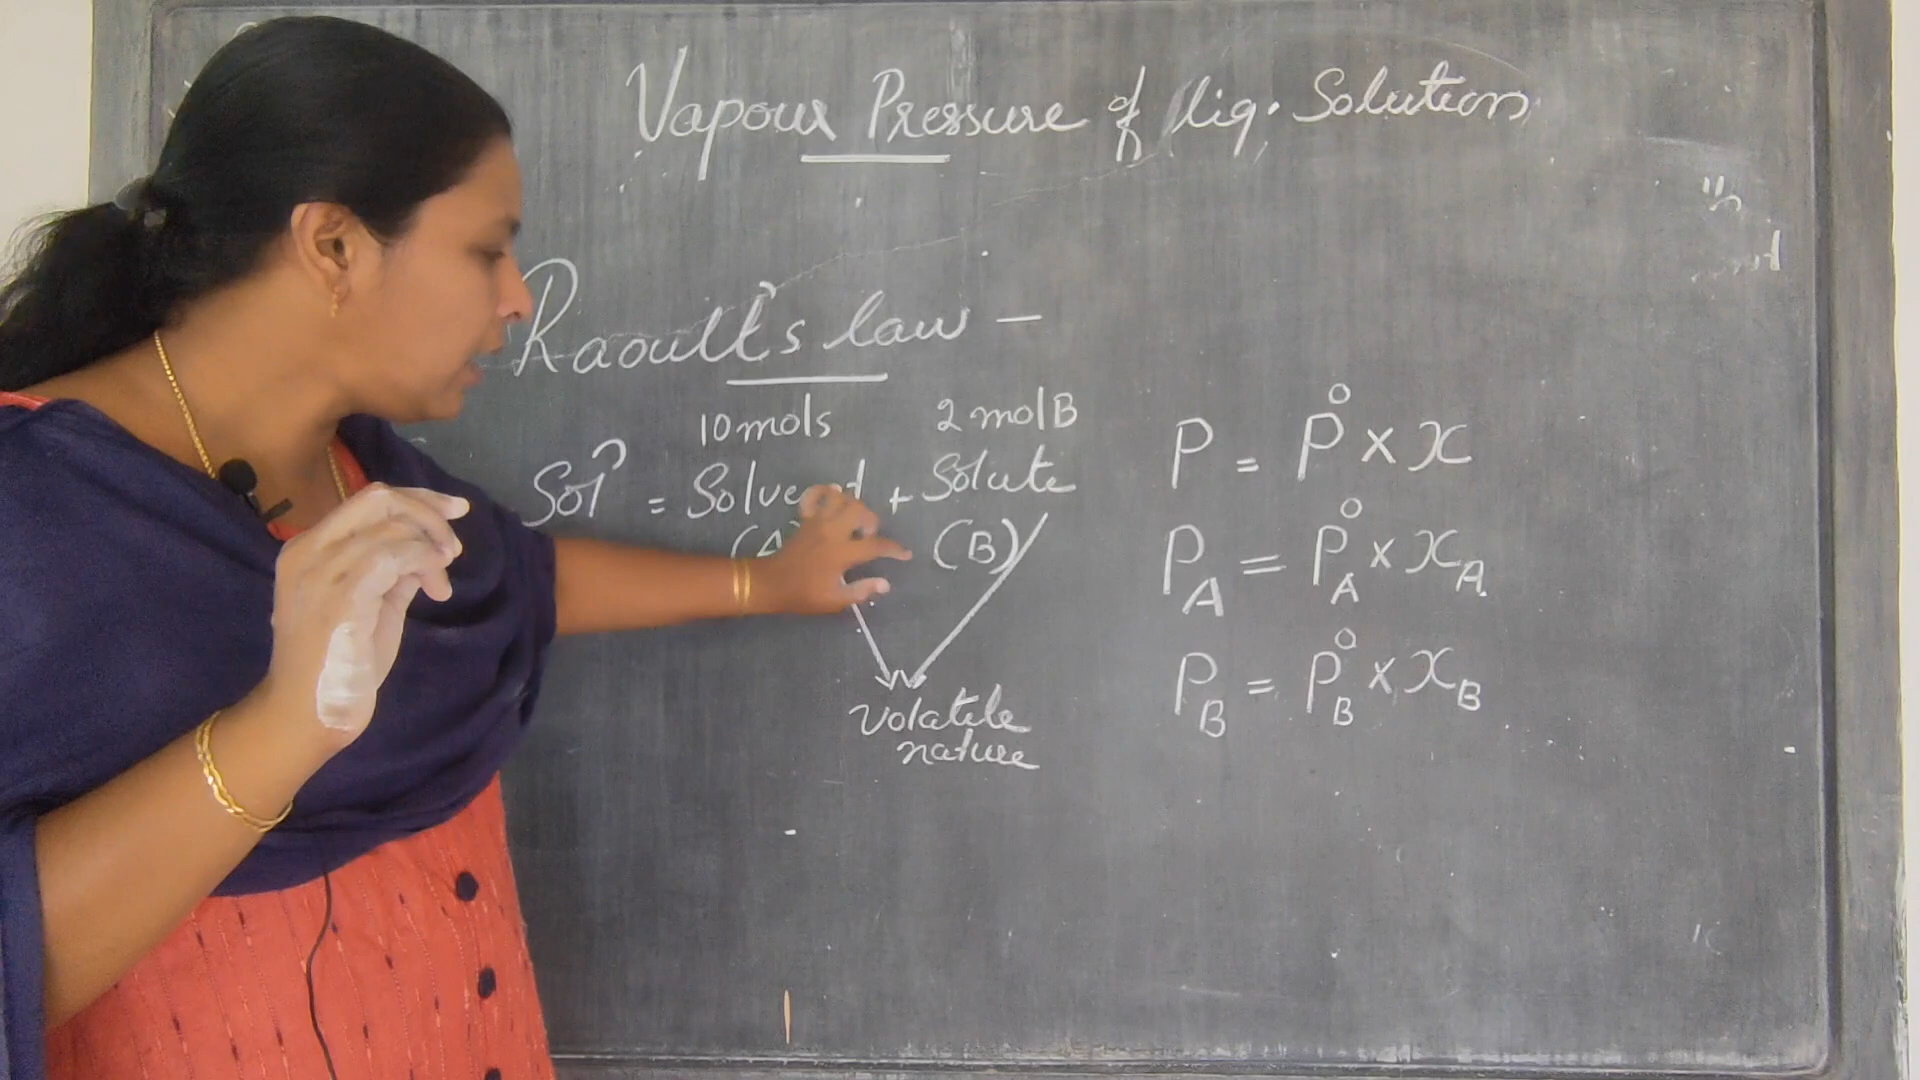 Vapour Pressure of liq. Solutions
Raoult's law –
10 mols 2 mol B
Solⁿ = Solvent + Solute
(A) (B)
Volatile
nature
P = P° × x
P_A = P°_A × x_A
P_B = P°_B × x_B